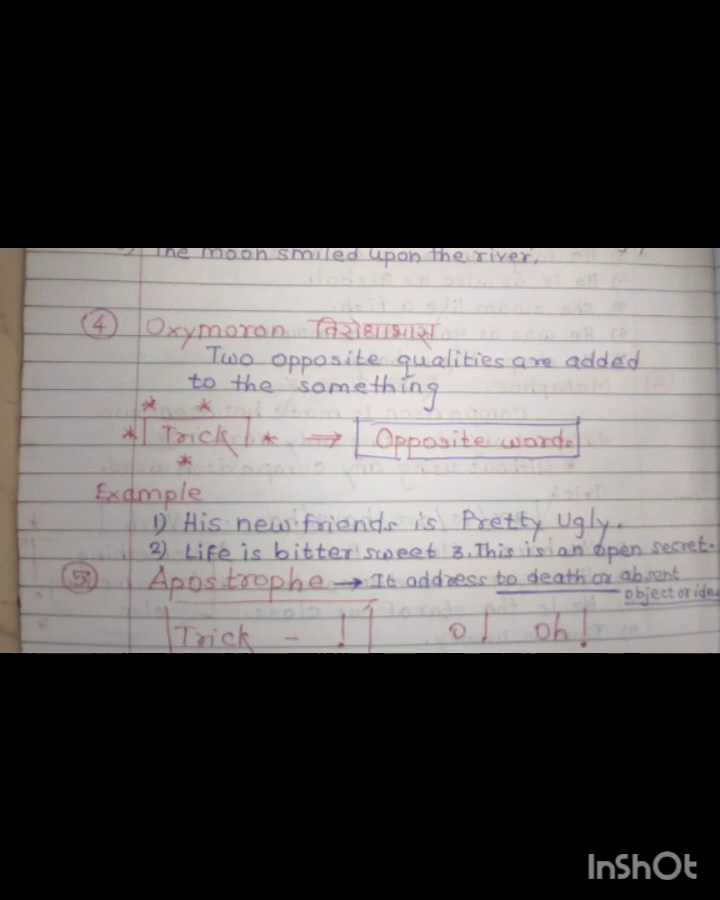 The moon smiled upon the river.
④ Oxymoron विरोधाभास
Two opposite qualities are added
to the something
* *
* Trick * ⇒ Opposite words
*
Example
1) His new friends is Pretty Ugly.
2) Life is bitter sweet 3. This is an open secret.
⑤ Apostrophe → It address to death or absent
object or idea
Trick - ! O! Oh!
InShOt